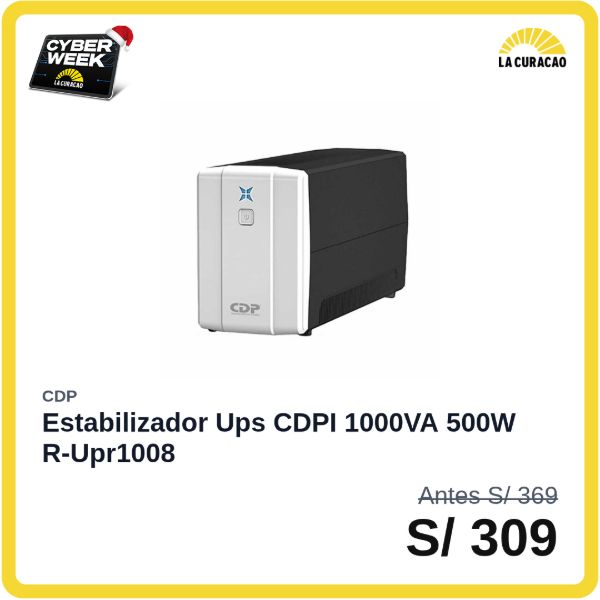 CYBER
WEEK
LA CURACAO
LA CURACAO
CDP
CDP
Estabilizador Ups CDPI 1000VA 500W
R-Upr1008
Antes S/ 369
S/ 309